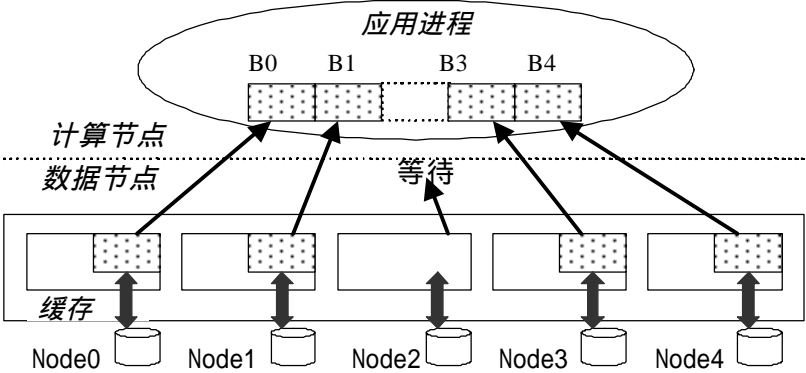 应用进程
B0 B1 B3 B4
计算节点
数据节点
等待
缓存
Node0 Node1 Node2 Node3 Node4